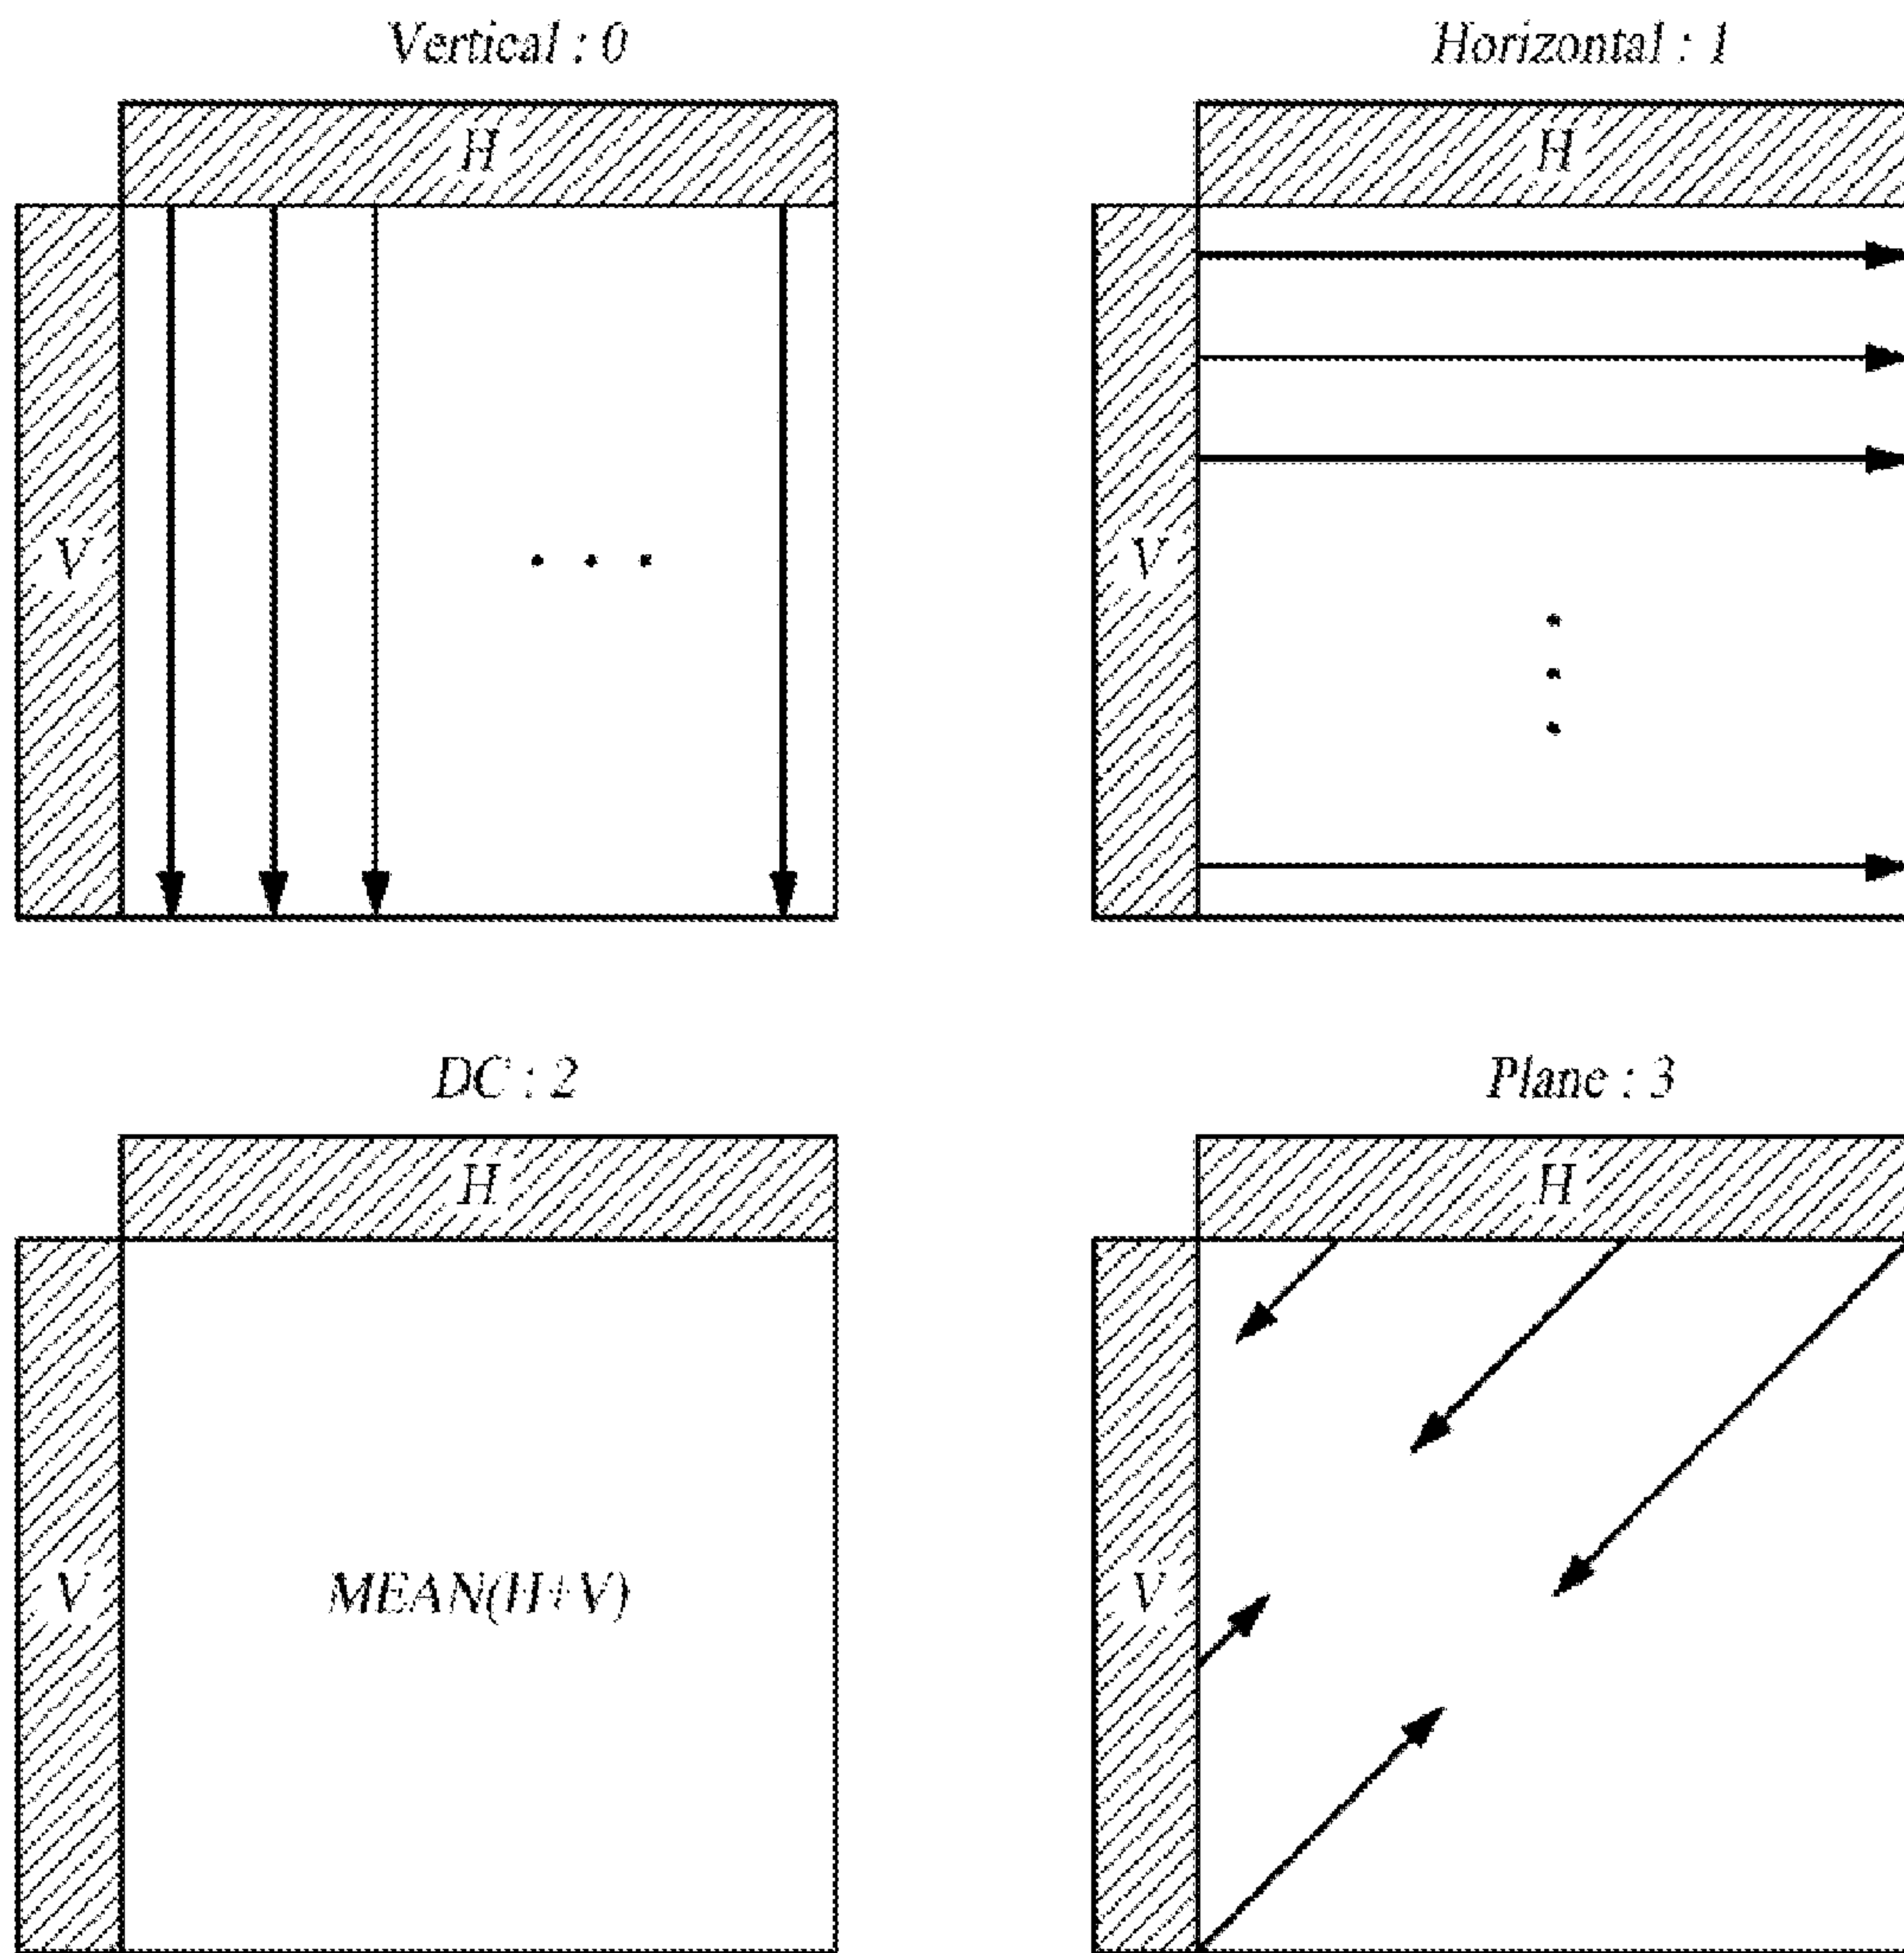 Vertical : 0
H
V
. . .
Horizontal : 1
H
V
. . .
DC : 2
H
V
MEAN(H+V)
Plane : 3
H
V